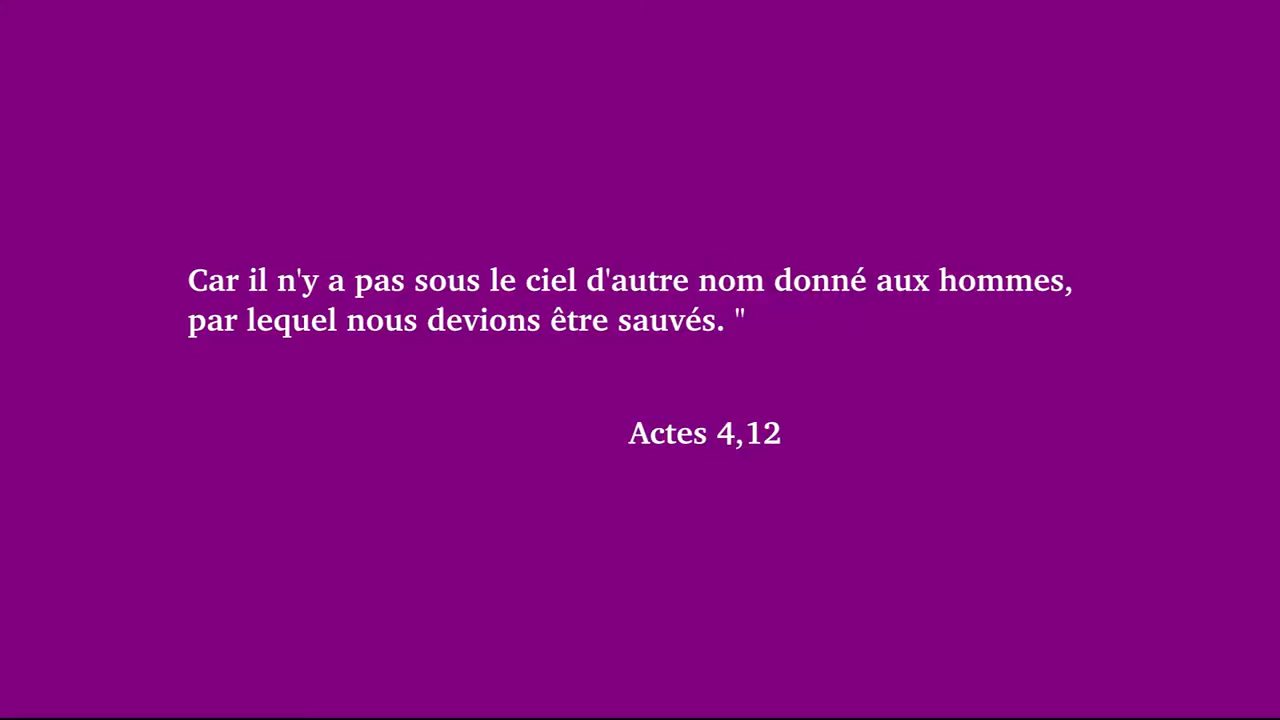 Car il n'y a pas sous le ciel d'autre nom donné aux hommes,
par lequel nous devions être sauvés. "
Actes 4,12